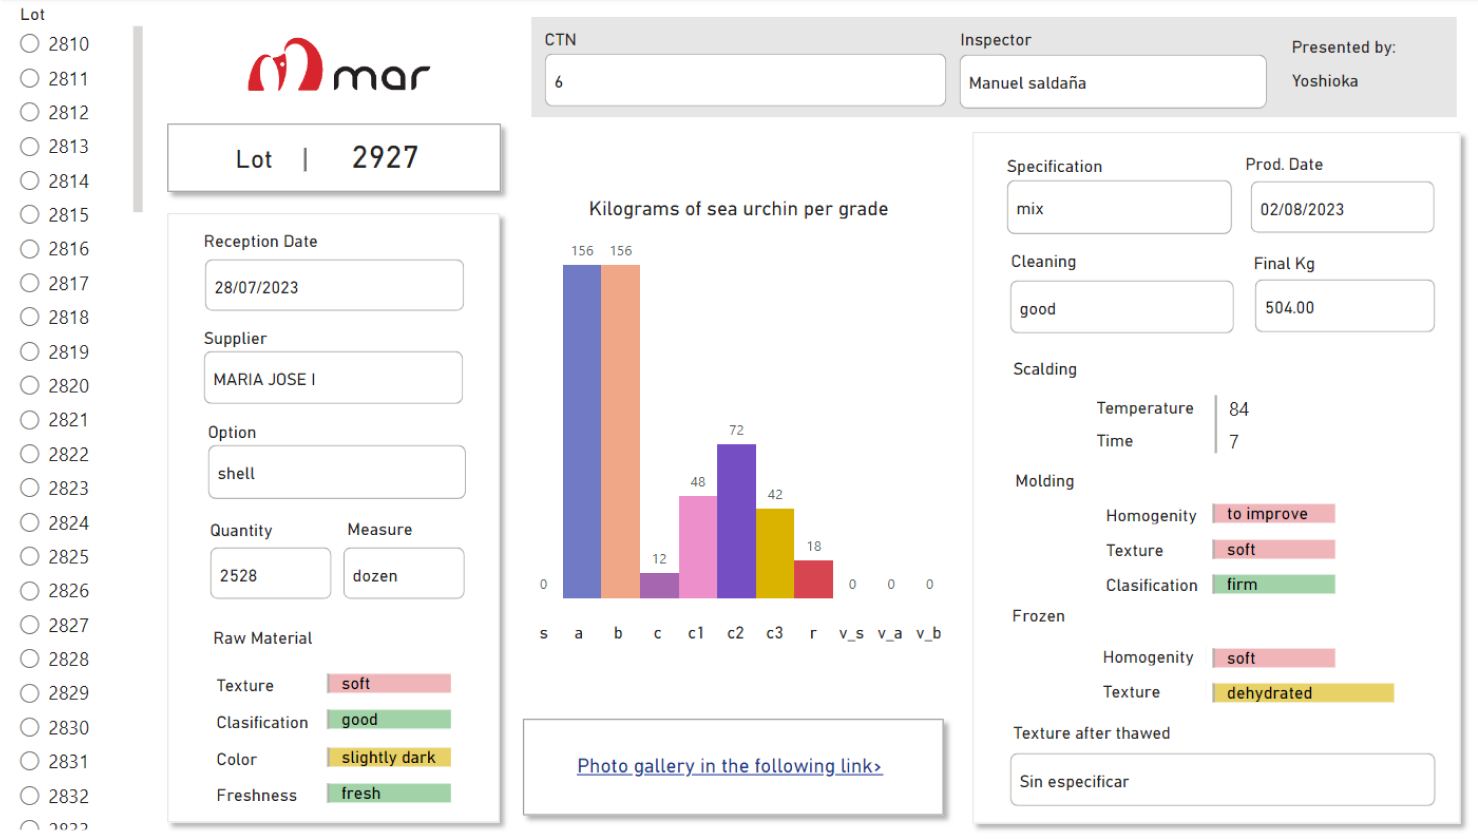 Lot
2810
2811
2812
2813
2814
2815
2816
2817
2818
2819
2820
2821
2822
2823
2824
2825
2826
2827
2828
2829
2830
2831
2832
2833
mar
Lot | 2927
CTN
6
Inspector
Manuel saldaña
Presented by:
Yoshioka
Reception Date
28/07/2023
Supplier
MARIA JOSE I
Option
shell
Quantity Measure
2528 dozen
Raw Material
Texture soft
Clasification good
Color slightly dark
Freshness fresh
Kilograms of sea urchin per grade
0 156 156 12 48 72 42 18 0 0 0
s a b c c1 c2 c3 r v_s v_a v_b
Photo gallery in the following link>
Specification Prod. Date
mix 02/08/2023
Cleaning Final Kg
good 504.00
Scalding
Temperature 84
Time 7
Molding
Homogenity to improve
Texture soft
Clasification firm
Frozen
Homogenity soft
Texture dehydrated
Texture after thawed
Sin especificar